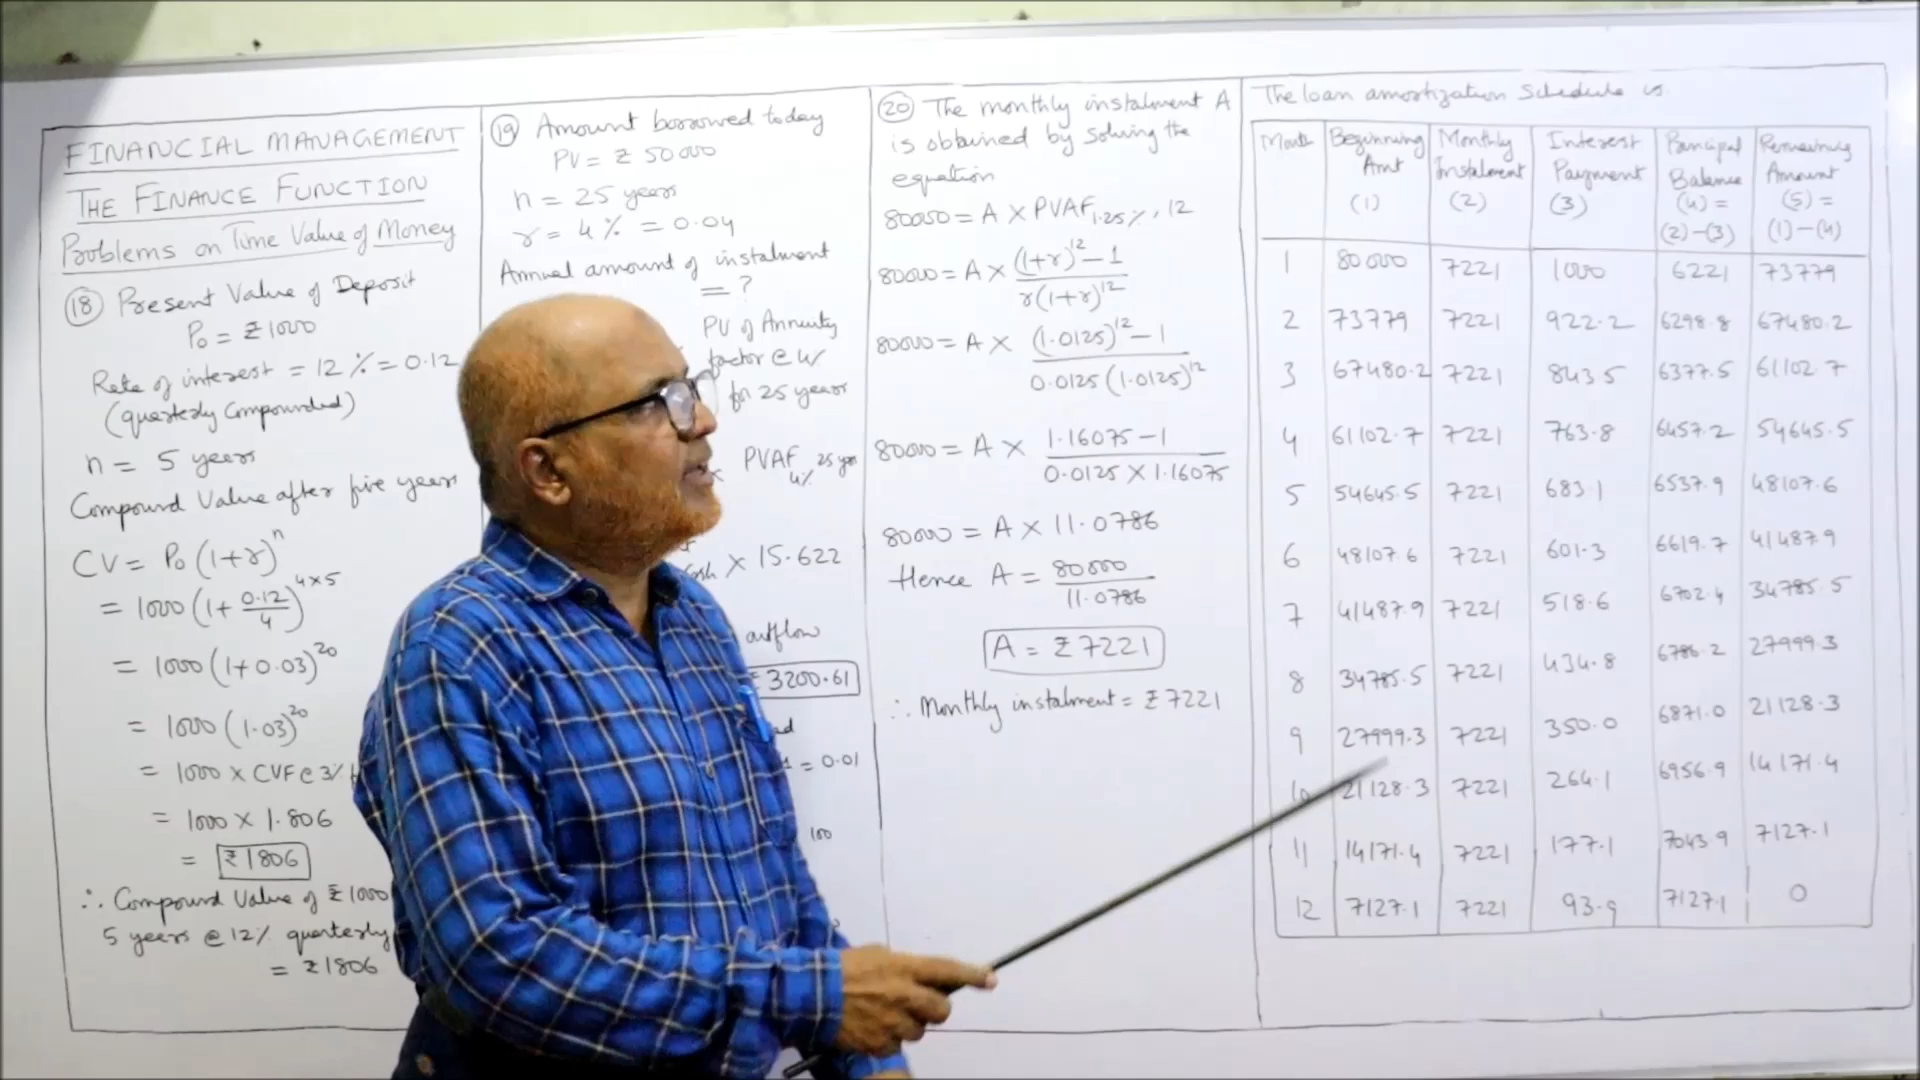 FINANCIAL MANAGEMENT
THE FINANCE FUNCTION
Problems on Time Value of Money
(18) Present Value of Deposit
P₀ = ₹1000
Rate of interest = 12% = 0.12
(quarterly Compounded)
n = 5 years
Compound Value after five years
CV = P₀(1+r)ⁿ
= 1000(1+0.12/4)^4×5
= 1000(1+0.03)^20
= 1000(1.03)^20
= 1000 × CVF @ 3%
= 1000 × 1.806
= ₹1806
∴ Compound Value of ₹1000
5 years @ 12% quarterly
= ₹1806
(19) Amount borrowed today
PV = ₹ 50000
n = 25 years
r = 4% = 0.04
Annual amount of instalment
= ?
PV of Annuity
factor @ 4%
for 25 years
× PVAF 4% 25 yrs
× 15.622
outflow
= 3200.61
= 0.01
100
(20) The monthly instalment A
is obtained by solving the
equation
80000 = A × PVAF 1.25%, 12
80000 = A × (1+r)^12 − 1 / r(1+r)^12
80000 = A × (1.0125)^12 − 1 / 0.0125(1.0125)^12
80000 = A × 1.16075 − 1 / 0.0125 × 1.16075
80000 = A × 11.0786
Hence A = 80000 / 11.0786
A = ₹7221
∴ Monthly instalment = ₹7221
The loan amortization Schedule is
Month Beginning Amt (1) Monthly Instalment (2) Interest Payment (3) Principal Balance (4) = (2)−(3) Remaining Amount (5) = (1)−(4)
1 80000 7221 1000 6221 73779
2 73779 7221 922.2 6298.8 67480.2
3 67480.2 7221 843.5 6377.5 61102.7
4 61102.7 7221 763.8 6457.2 54645.5
5 54645.5 7221 683.1 6537.9 48107.6
6 48107.6 7221 601.3 6619.7 41487.9
7 41487.9 7221 518.6 6702.4 34785.5
8 34785.5 7221 434.8 6786.2 27999.3
9 27999.3 7221 350.0 6871.0 21128.3
10 21128.3 7221 264.1 6956.9 14171.4
11 14171.4 7221 177.1 7043.9 7127.1
12 7127.1 7221 93.9 7127.1 0